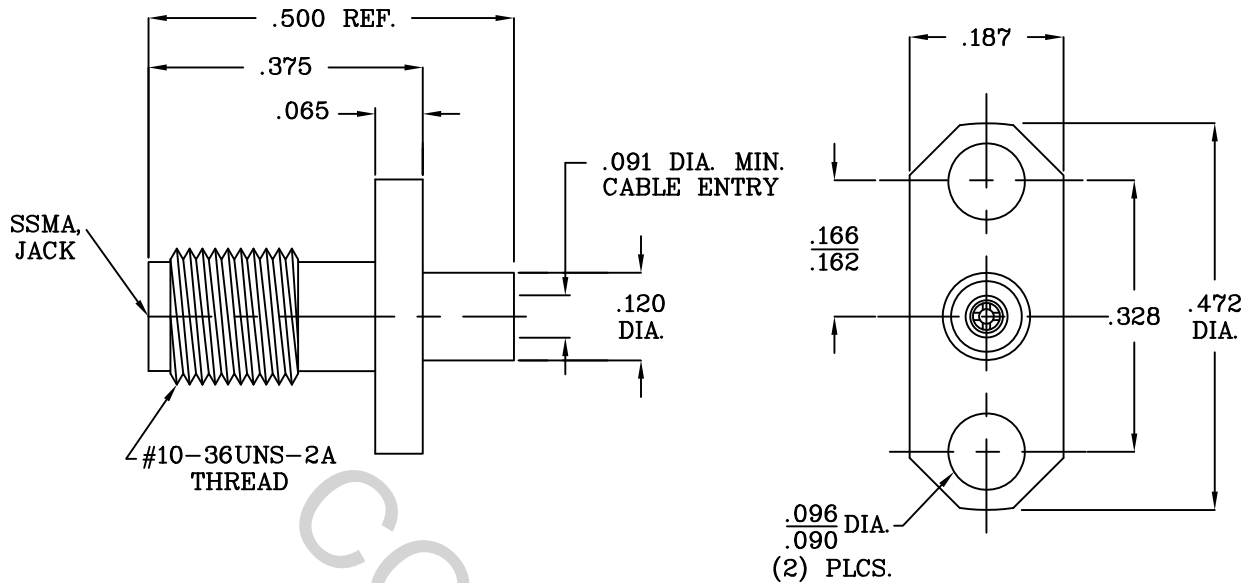 .500 REF.
.375
.065
.091 DIA. MIN.
CABLE ENTRY
SSMA,
JACK
.120
DIA.
#10-36UNS-2A
THREAD
.187
.166
.162
.328
.472
DIA.
.096
.090
DIA.
(2) PLCS.